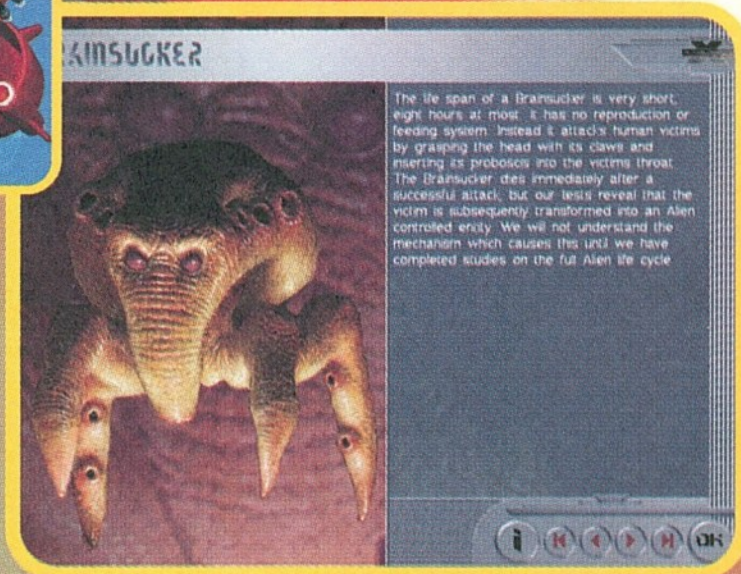 RAINSUCKER
The life span of a Brainsucker is very short,
eight hours at most. It has no reproduction or
feeding system. Instead it attacks human victims
by grasping the head with its claws and
inserting its proboscis into the victims throat.
The Brainsucker dies immediately after a
successful attack, but our tests reveal that the
victim is subsequently transformed into an Alien
controlled entity. We will not understand the
mechanism which causes this until we have
completed studies on the full Alien life cycle
i
OK